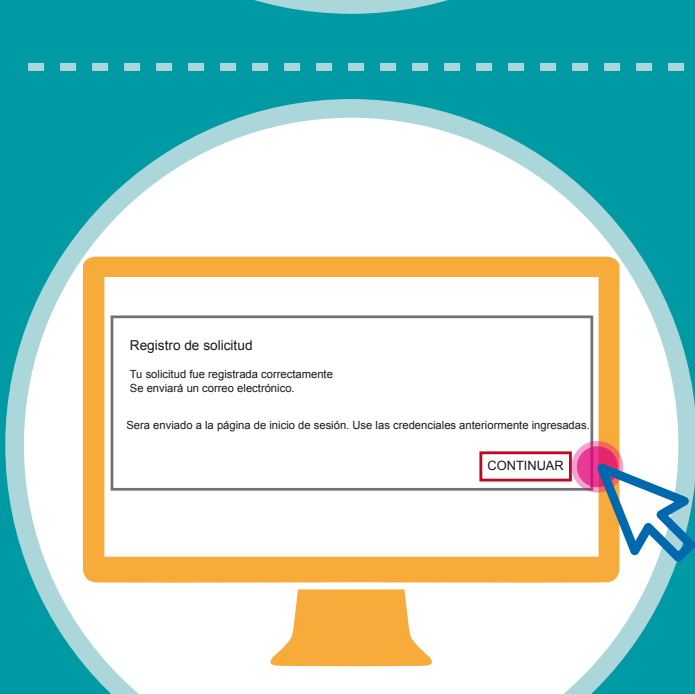 Registro de solicitud
Tu solicitud fue registrada correctamente
Se enviará un correo electrónico.
Sera enviado a la página de inicio de sesión. Use las credenciales anteriormente ingresadas.
CONTINUAR